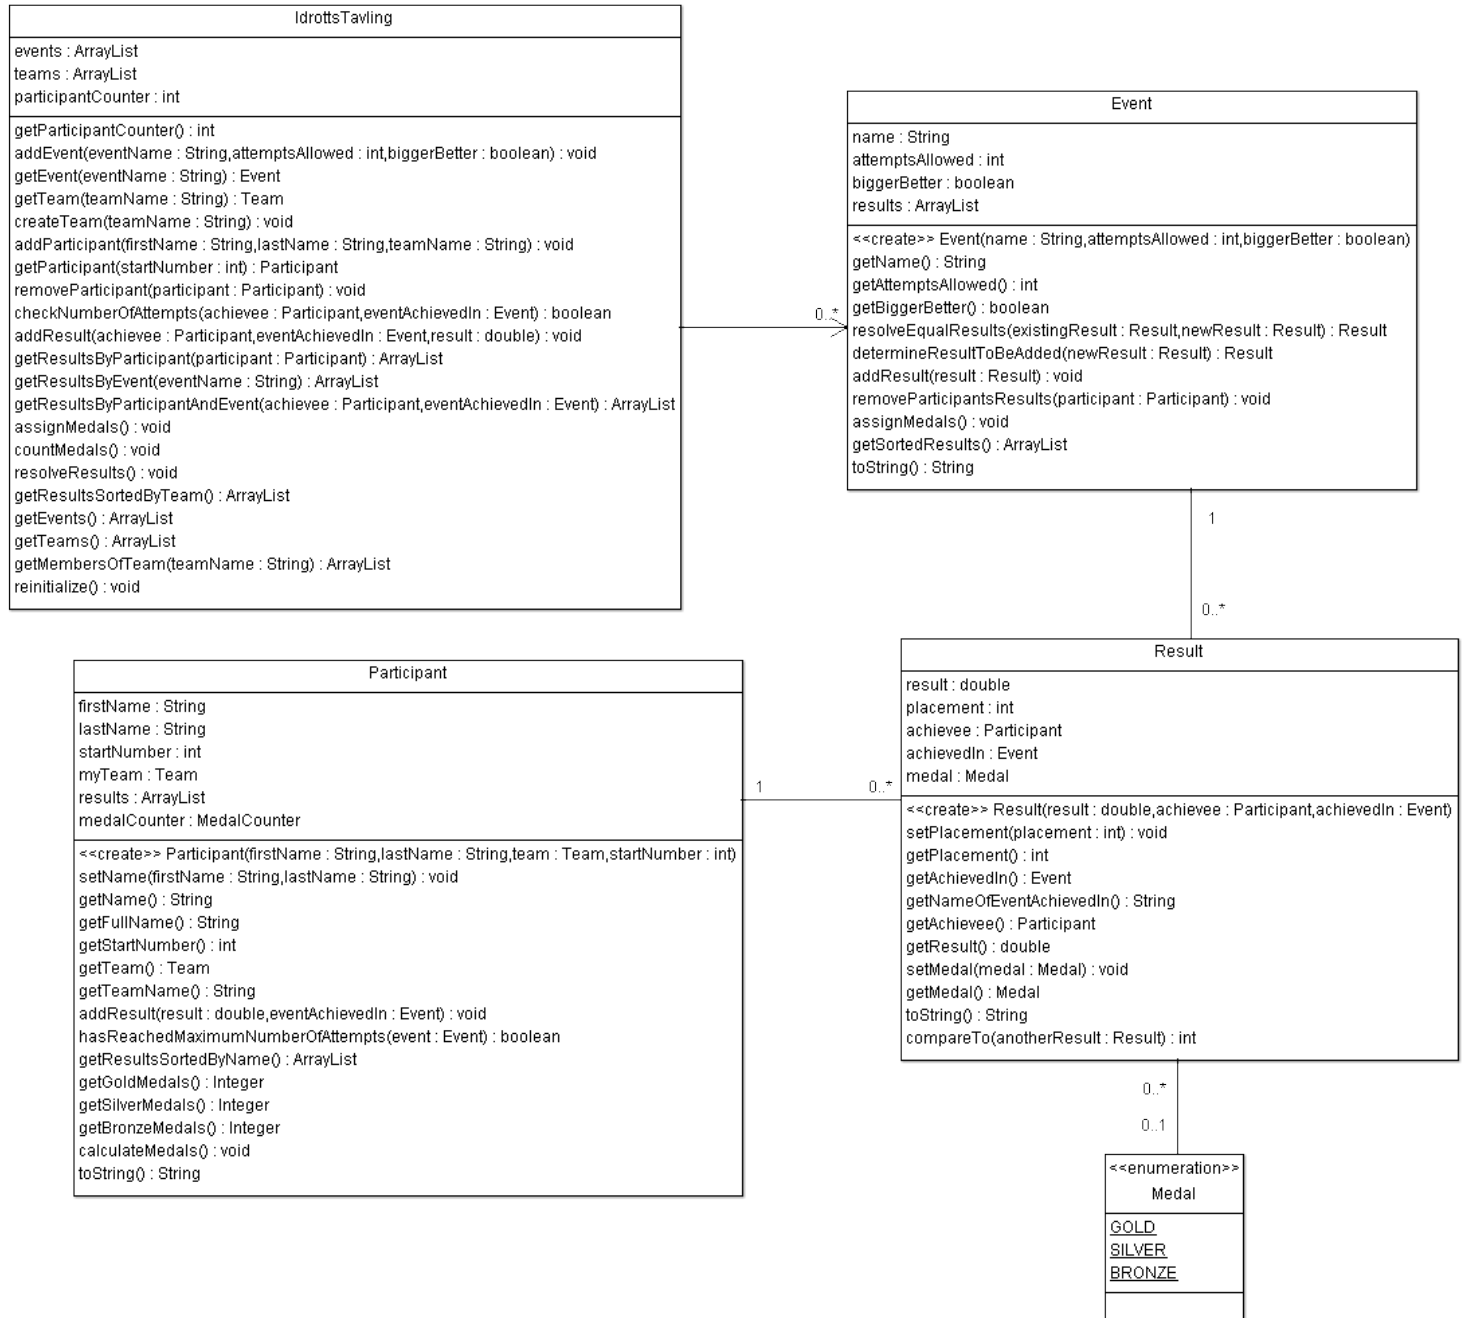 IdrottsTavling
events : ArrayList
teams : ArrayList
participantCounter : int
getParticipantCounter() : int
addEvent(eventName : String,attemptsAllowed : int,biggerBetter : boolean) : void
getEvent(eventName : String) : Event
getTeam(teamName : String) : Team
createTeam(teamName : String) : void
addParticipant(firstName : String,lastName : String,teamName : String) : void
getParticipant(startNumber : int) : Participant
removeParticipant(participant : Participant) : void
checkNumberOfAttempts(achievee : Participant,eventAchievedIn : Event) : boolean
addResult(achievee : Participant,eventAchievedIn : Event,result : double) : void
getResultsByParticipant(participant : Participant) : ArrayList
getResultsByEvent(eventName : String) : ArrayList
getResultsByParticipantAndEvent(achievee : Participant,eventAchievedIn : Event) : ArrayList
assignMedals() : void
countMedals() : void
resolveResults() : void
getResultsSortedByTeam() : ArrayList
getEvents() : ArrayList
getTeams() : ArrayList
getMembersOfTeam(teamName : String) : ArrayList
reinitialize() : void
0..*
Event
name : String
attemptsAllowed : int
biggerBetter : boolean
results : ArrayList
<<create>> Event(name : String,attemptsAllowed : int,biggerBetter : boolean)
getName() : String
getAttemptsAllowed() : int
getBiggerBetter() : boolean
resolveEqualResults(existingResult : Result,newResult : Result) : Result
determineResultToBeAdded(newResult : Result) : Result
addResult(result : Result) : void
removeParticipantsResults(participant : Participant) : void
assignMedals() : void
getSortedResults() : ArrayList
toString() : String
1
0..*
Participant
firstName : String
lastName : String
startNumber : int
myTeam : Team
results : ArrayList
medalCounter : MedalCounter
<<create>> Participant(firstName : String,lastName : String,team : Team,startNumber : int)
setName(firstName : String,lastName : String) : void
getName() : String
getFullName() : String
getStartNumber() : int
getTeam() : Team
getTeamName() : String
addResult(result : double,eventAchievedIn : Event) : void
hasReachedMaximumNumberOfAttempts(event : Event) : boolean
getResultsSortedByName() : ArrayList
getGoldMedals() : Integer
getSilverMedals() : Integer
getBronzeMedals() : Integer
calculateMedals() : void
toString() : String
1
0..*
Result
result : double
placement : int
achievee : Participant
achievedIn : Event
medal : Medal
<<create>> Result(result : double,achievee : Participant,achievedIn : Event)
setPlacement(placement : int) : void
getPlacement() : int
getAchievedIn() : Event
getNameOfEventAchievedIn() : String
getAchievee() : Participant
getResult() : double
setMedal(medal : Medal) : void
getMedal() : Medal
toString() : String
compareTo(anotherResult : Result) : int
0..*
0..1
<<enumeration>>
Medal
GOLD
SILVER
BRONZE